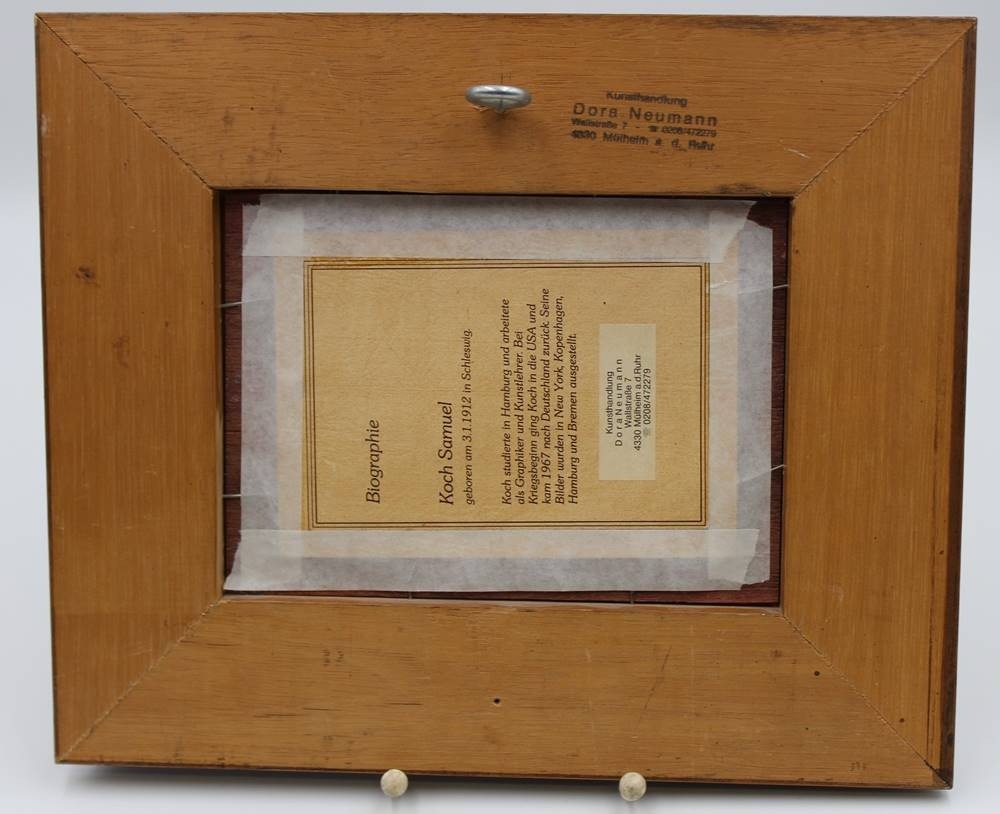 Kunsthandlung
Dora Neumann
Wallstraße 7 - ☎ 0208/472279
4330 Mülheim a. d. Ruhr
Biographie
Koch Samuel
geboren am 3.1.1912 in Schleswig.
Koch studierte in Hamburg und arbeitete
als Graphiker und Kunstlehrer. Bei
Kriegsbeginn ging Koch in die USA und
kam 1967 nach Deutschland zurück. Seine
Bilder wurden in New York, Kopenhagen,
Hamburg und Bremen ausgestellt.
Kunsthandlung
Dora Neumann
Wallstraße 7
4330 Mülheim a.d.Ruhr
☎ 0208/472279